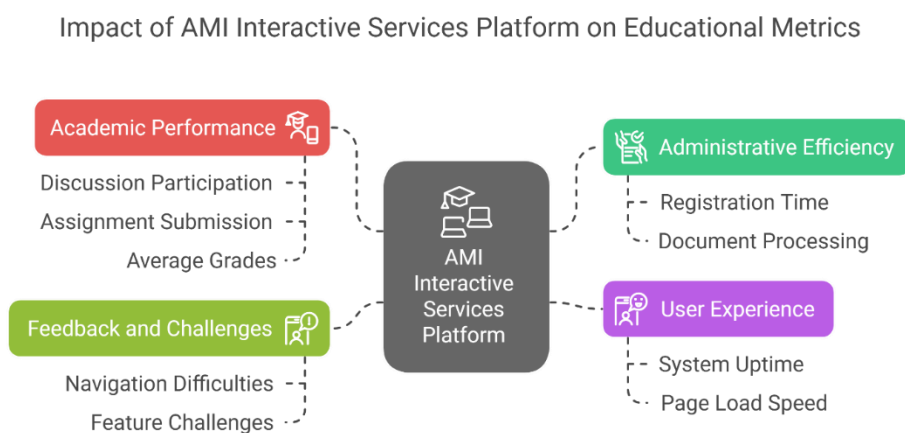 Impact of AMI Interactive Services Platform on Educational Metrics
Academic Performance
Discussion Participation
Assignment Submission
Average Grades
Feedback and Challenges
Navigation Difficulties
Feature Challenges
AMI
Interactive
Services
Platform
Administrative Efficiency
Registration Time
Document Processing
User Experience
System Uptime
Page Load Speed